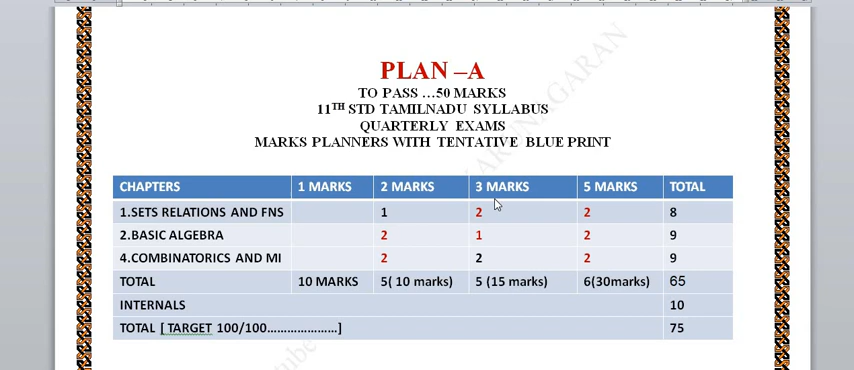 PLAN –A
TO PASS ...50 MARKS
11TH STD TAMILNADU SYLLABUS
QUARTERLY EXAMS
MARKS PLANNERS WITH TENTATIVE BLUE PRINT
CHAPTERS 1 MARKS 2 MARKS 3 MARKS 5 MARKS TOTAL
1.SETS RELATIONS AND FNS 1 2 2 8
2.BASIC ALGEBRA 2 1 2 9
4.COMBINATORICS AND MI 2 2 2 9
TOTAL 10 MARKS 5( 10 marks) 5 (15 marks) 6(30marks) 65
INTERNALS 10
TOTAL [ TARGET 100/100.....................] 75